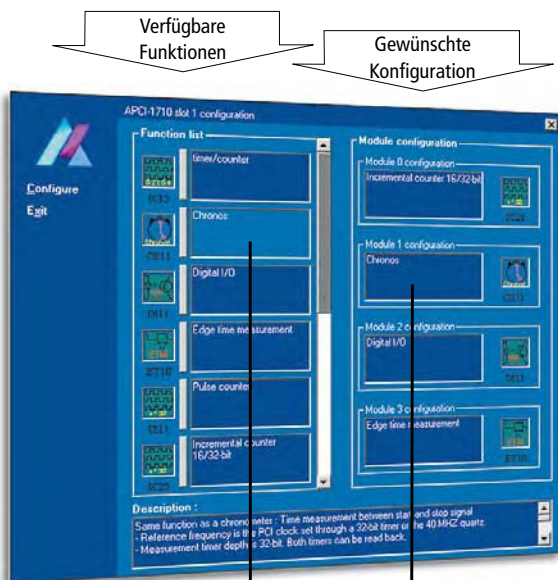 Verfügbare
Funktionen
Gewünschte
Konfiguration
APCI-1710 slot 1 configuration
Configure
Exit
Function list
timer/counter
Chronos
CH11
Digital I/O
Edge time measurement
ET10
Pulse counter
Incremental counter
16/32-bit
Module configuration
Module 0 configuration
Incremental counter 16/32-bit
Module 1 configuration
Chronos
CH11
Module 2 configuration
Digital I/O
Module 3 configuration
Edge time measurement
ET10
Description :
Same function as a chronometer : Time measurement between start and stop signal
- Reference frequency is the PCI clock set through a 32-bit timer or the 40 MHZ quartz.
- Measurement timer depth is 32-bit. Both timers can be read back.